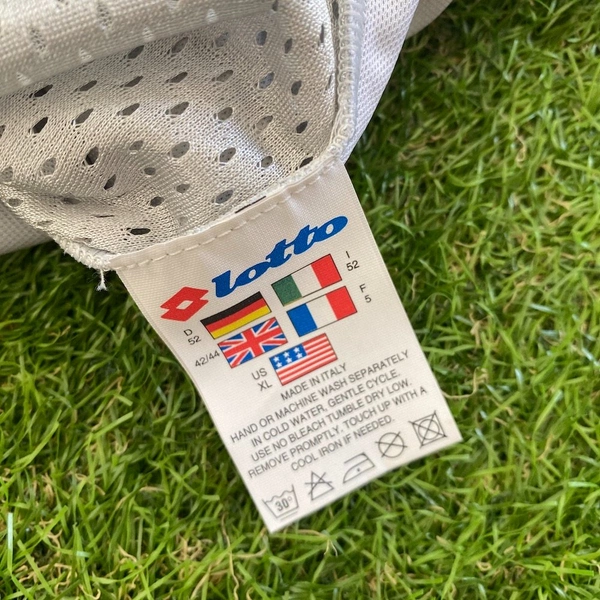 lotto
D 52
I 52
42/44
F 5
US XL
MADE IN ITALY
HAND OR MACHINE WASH SEPARATELY
IN COLD WATER, GENTLE CYCLE.
USE NO BLEACH TUMBLE DRY LOW.
REMOVE PROMPTLY. TOUCH UP WITH A
COOL IRON IF NEEDED.
30°